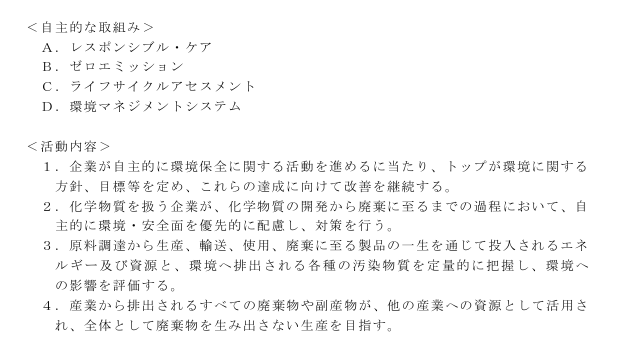 ＜自主的な取組み＞
Ａ．レスポンシブル・ケア
Ｂ．ゼロエミッション
Ｃ．ライフサイクルアセスメント
Ｄ．環境マネジメントシステム
＜活動内容＞
１．企業が自主的に環境保全に関する活動を進めるに当たり、トップが環境に関する
方針、目標等を定め、これらの達成に向けて改善を継続する。
２．化学物質を扱う企業が、化学物質の開発から廃棄に至るまでの過程において、自
主的に環境・安全面を優先的に配慮し、対策を行う。
３．原料調達から生産、輸送、使用、廃棄に至る製品の一生を通じて投入されるエネ
ルギー及び資源と、環境へ排出される各種の汚染物質を定量的に把握し、環境へ
の影響を評価する。
４．産業から排出されるすべての廃棄物や副産物が、他の産業への資源として活用さ
れ、全体として廃棄物を生み出さない生産を目指す。